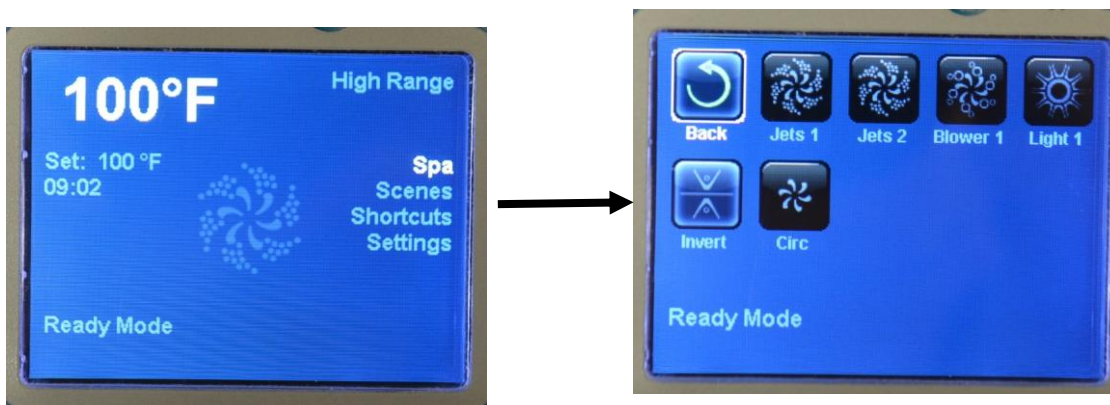 100°F
High Range
Set: 100 °F
09:02
Spa
Scenes
Shortcuts
Settings
Ready Mode
Back
Jets 1
Jets 2
Blower 1
Light 1
Invert
Circ
Ready Mode